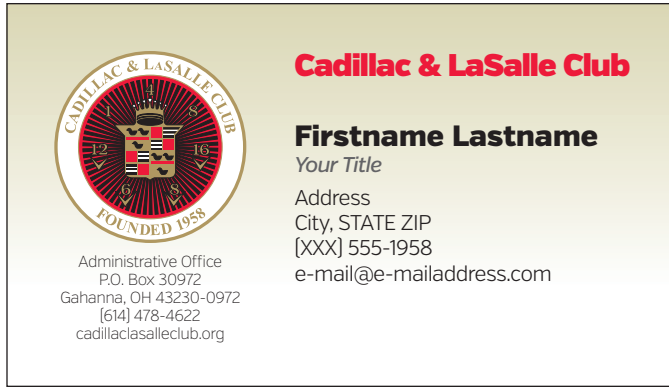 CADILLAC & LASALLE CLUB
4
1 8
12 16
6 8
FOUNDED 1958
Administrative Office
P.O. Box 30972
Gahanna, OH 43230-0972
(614) 478-4622
cadillaclasalleclub.org
Cadillac & LaSalle Club
Firstname Lastname
Your Title
Address
City, STATE ZIP
(XXX) 555-1958
e-mail@e-mailaddress.com